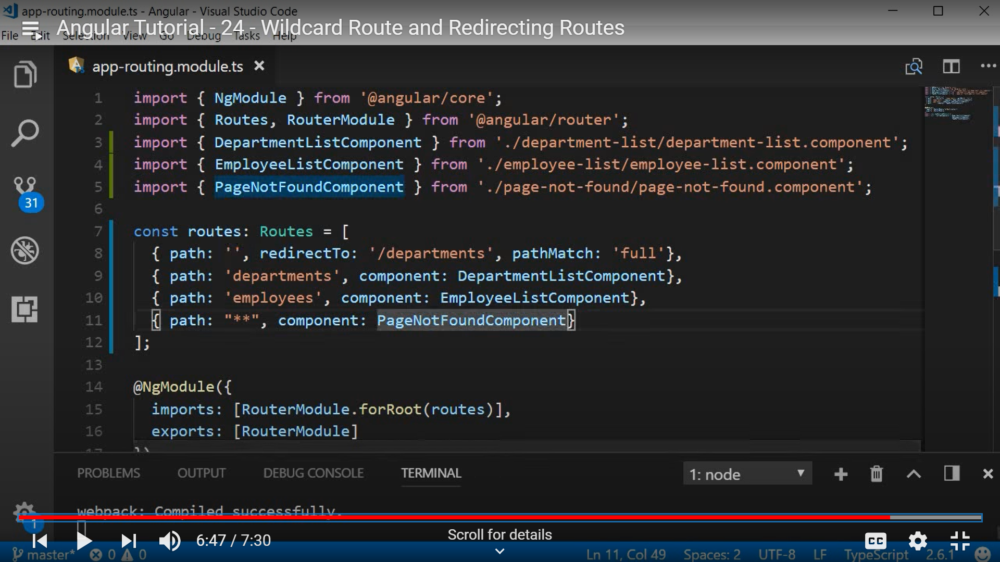 app-routing.module.ts - Angular - Visual Studio Code
Angular Tutorial - 24 - Wildcard Route and Redirecting Routes
File Edit Selection View Go Debug Tasks Help
app-routing.module.ts
1 import { NgModule } from '@angular/core';
2 import { Routes, RouterModule } from '@angular/router';
3 import { DepartmentListComponent } from './department-list/department-list.component';
4 import { EmployeeListComponent } from './employee-list/employee-list.component';
5 import { PageNotFoundComponent } from './page-not-found/page-not-found.component';
6
7 const routes: Routes = [
8 { path: '', redirectTo: '/departments', pathMatch: 'full'},
9 { path: 'departments', component: DepartmentListComponent},
10 { path: 'employees', component: EmployeeListComponent},
11 { path: "**", component: PageNotFoundComponent}
12 ];
13
14 @NgModule({
15 imports: [RouterModule.forRoot(routes)],
16 exports: [RouterModule]
17 })
31
PROBLEMS OUTPUT DEBUG CONSOLE TERMINAL 1: node
webpack: Compiled successfully.
1
6:47 / 7:30
Scroll for details
CC
master* 0 0 Ln 11, Col 49 Spaces: 2 UTF-8 LF TypeScript 2.6.1